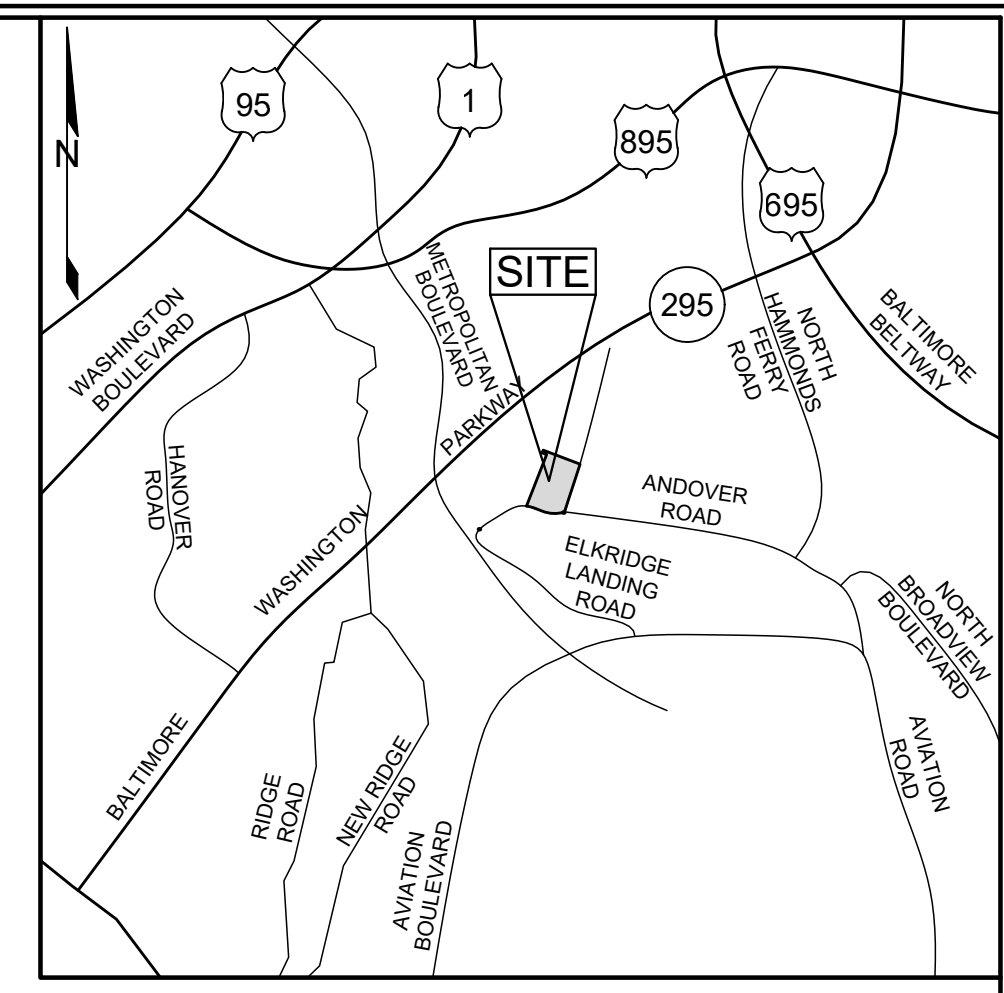 95
1
895
695
N
SITE
295
METROPOLITAN
BOULEVARD
WASHINGTON
BOULEVARD
NORTH
HAMMONDS
FERRY
ROAD
BALTIMORE
BELTWAY
PARKWAY
HANOVER
ROAD
ANDOVER
ROAD
WASHINGTON
ELKRIDGE
LANDING
ROAD
NORTH
BROADVIEW
BOULEVARD
BALTIMORE
RIDGE
ROAD
NEW RIDGE
ROAD
AVIATION
BOULEVARD
AVIATION
ROAD